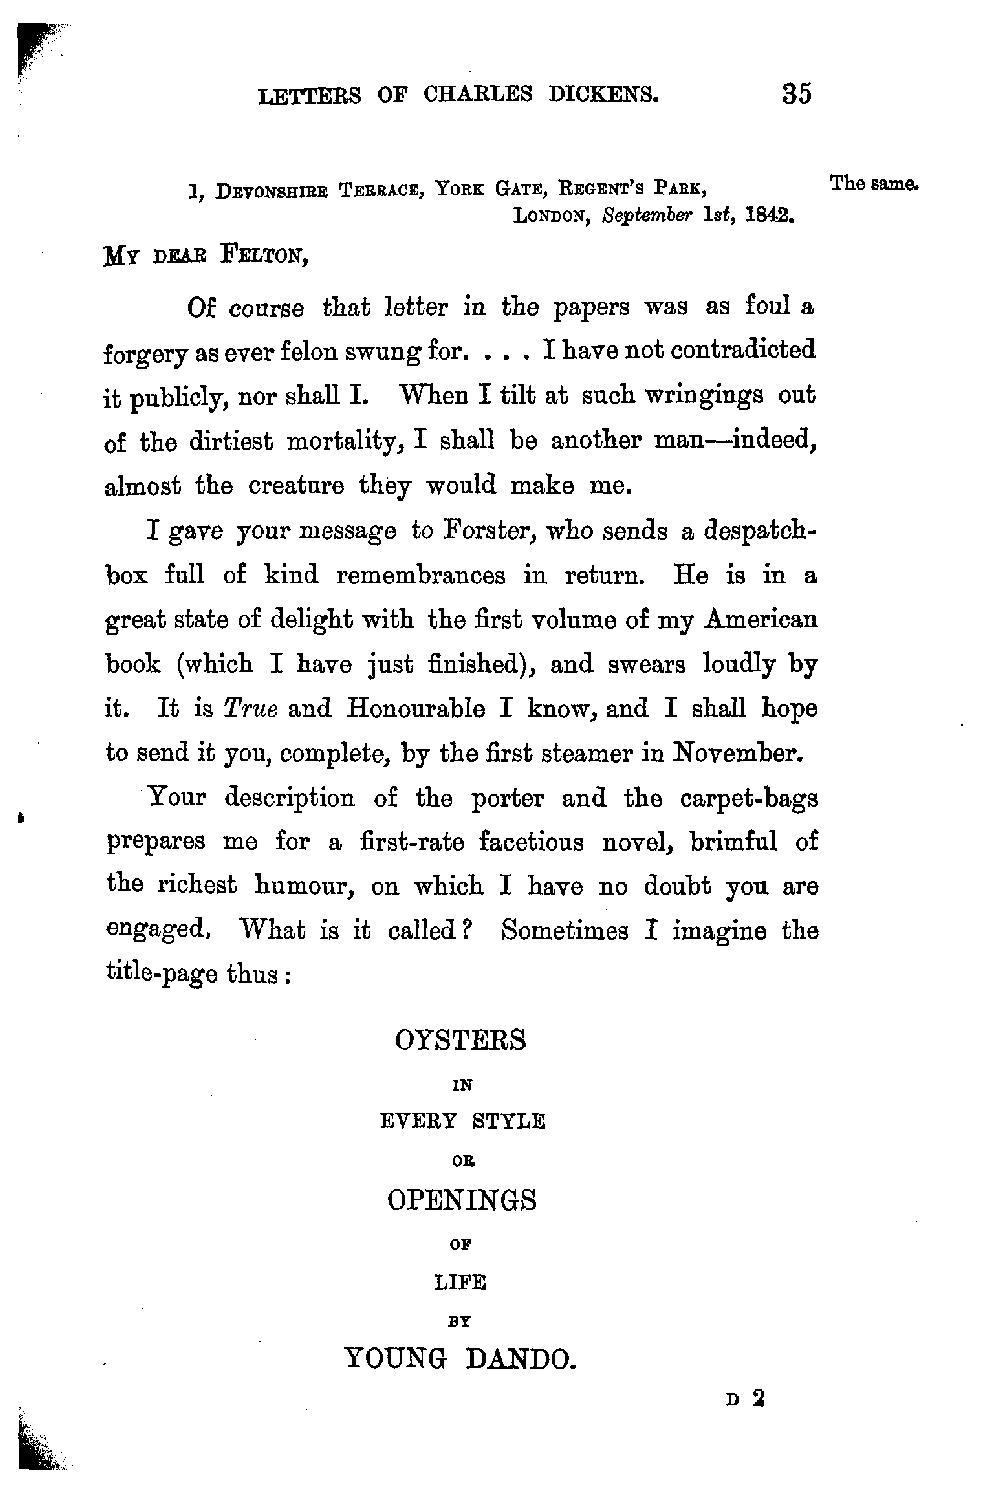 LETTERS OF CHARLES DICKENS. 35
1, Devonshire Terrace, York Gate, Regent's Park, The same.
London, September 1st, 1842.
My dear Felton,
Of course that letter in the papers was as foul a
forgery as ever felon swung for. . . . I have not contradicted
it publicly, nor shall I. When I tilt at such wringings out
of the dirtiest mortality, I shall be another man—indeed,
almost the creature they would make me.
I gave your message to Forster, who sends a despatch-
box full of kind remembrances in return. He is in a
great state of delight with the first volume of my American
book (which I have just finished), and swears loudly by
it. It is True and Honourable I know, and I shall hope
to send it you, complete, by the first steamer in November.
Your description of the porter and the carpet-bags
prepares me for a first-rate facetious novel, brimful of
the richest humour, on which I have no doubt you are
engaged. What is it called? Sometimes I imagine the
title-page thus:
OYSTERS
IN
EVERY STYLE
OR
OPENINGS
OF
LIFE
BY
YOUNG DANDO.
D 2